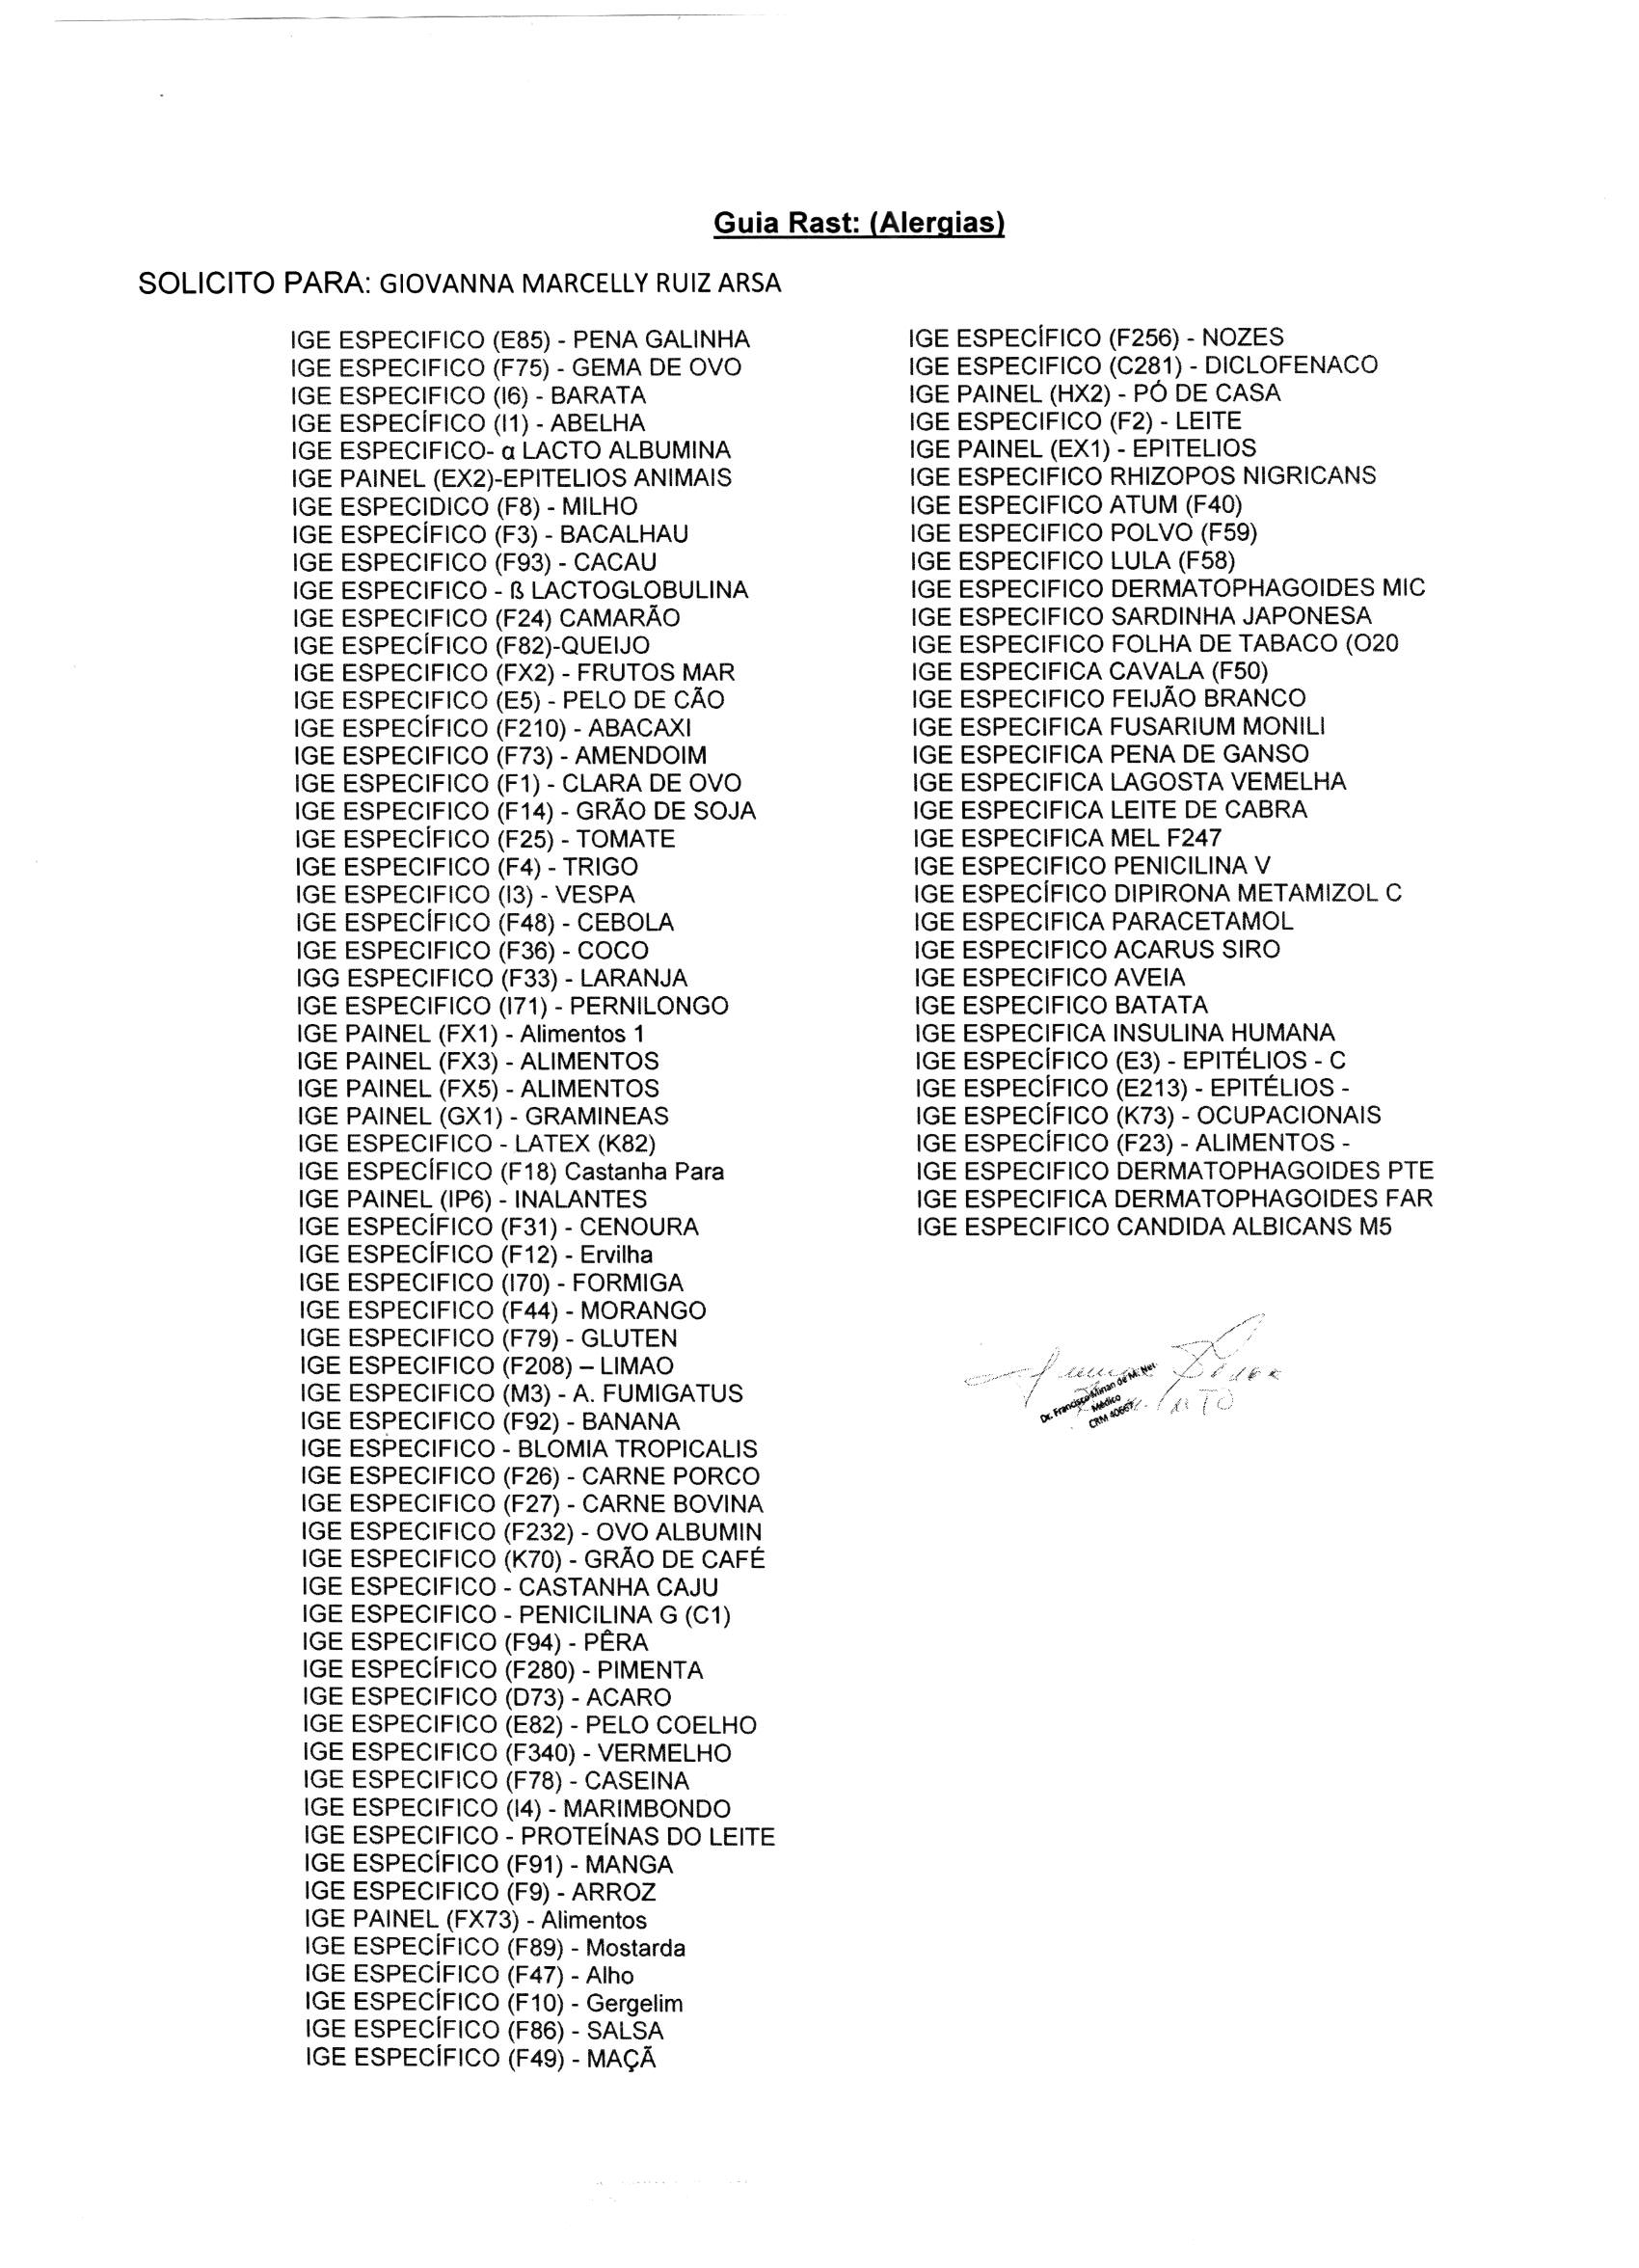 Guia Rast: (Alergias)
SOLICITO PARA: GIOVANNA MARCELLY RUIZ ARSA
IGE ESPECIFICO (E85) - PENA GALINHA
IGE ESPECIFICO (F75) - GEMA DE OVO
IGE ESPECIFICO (I6) - BARATA
IGE ESPECÍFICO (I1) - ABELHA
IGE ESPECIFICO- α LACTO ALBUMINA
IGE PAINEL (EX2)-EPITELIOS ANIMAIS
IGE ESPECIDICO (F8) - MILHO
IGE ESPECÍFICO (F3) - BACALHAU
IGE ESPECIFICO (F93) - CACAU
IGE ESPECIFICO - ß LACTOGLOBULINA
IGE ESPECIFICO (F24) CAMARÃO
IGE ESPECÍFICO (F82)-QUEIJO
IGE ESPECIFICO (FX2) - FRUTOS MAR
IGE ESPECIFICO (E5) - PELO DE CÃO
IGE ESPECÍFICO (F210) - ABACAXI
IGE ESPECIFICO (F73) - AMENDOIM
IGE ESPECIFICO (F1) - CLARA DE OVO
IGE ESPECIFICO (F14) - GRÃO DE SOJA
IGE ESPECÍFICO (F25) - TOMATE
IGE ESPECIFICO (F4) - TRIGO
IGE ESPECIFICO (I3) - VESPA
IGE ESPECÍFICO (F48) - CEBOLA
IGE ESPECIFICO (F36) - COCO
IGG ESPECIFICO (F33) - LARANJA
IGE ESPECIFICO (I71) - PERNILONGO
IGE PAINEL (FX1) - Alimentos 1
IGE PAINEL (FX3) - ALIMENTOS
IGE PAINEL (FX5) - ALIMENTOS
IGE PAINEL (GX1) - GRAMINEAS
IGE ESPECIFICO - LATEX (K82)
IGE ESPECÍFICO (F18) Castanha Para
IGE PAINEL (IP6) - INALANTES
IGE ESPECÍFICO (F31) - CENOURA
IGE ESPECÍFICO (F12) - Ervilha
IGE ESPECIFICO (I70) - FORMIGA
IGE ESPECIFICO (F44) - MORANGO
IGE ESPECIFICO (F79) - GLUTEN
IGE ESPECIFICO (F208) – LIMAO
IGE ESPECIFICO (M3) - A. FUMIGATUS
IGE ESPECIFICO (F92) - BANANA
IGE ESPECIFICO - BLOMIA TROPICALIS
IGE ESPECIFICO (F26) - CARNE PORCO
IGE ESPECIFICO (F27) - CARNE BOVINA
IGE ESPECIFICO (F232) - OVO ALBUMIN
IGE ESPECIFICO (K70) - GRÃO DE CAFÉ
IGE ESPECIFICO - CASTANHA CAJU
IGE ESPECIFICO - PENICILINA G (C1)
IGE ESPECIFICO (F94) - PÊRA
IGE ESPECÍFICO (F280) - PIMENTA
IGE ESPECIFICO (D73) - ACARO
IGE ESPECIFICO (E82) - PELO COELHO
IGE ESPECIFICO (F340) - VERMELHO
IGE ESPECIFICO (F78) - CASEINA
IGE ESPECIFICO (I4) - MARIMBONDO
IGE ESPECIFICO - PROTEÍNAS DO LEITE
IGE ESPECÍFICO (F91) - MANGA
IGE ESPECIFICO (F9) - ARROZ
IGE PAINEL (FX73) - Alimentos
IGE ESPECÍFICO (F89) - Mostarda
IGE ESPECÍFICO (F47) - Alho
IGE ESPECÍFICO (F10) - Gergelim
IGE ESPECÍFICO (F86) - SALSA
IGE ESPECÍFICO (F49) - MAÇÃ
IGE ESPECÍFICO (F256) - NOZES
IGE ESPECIFICO (C281) - DICLOFENACO
IGE PAINEL (HX2) - PÓ DE CASA
IGE ESPECIFICO (F2) - LEITE
IGE PAINEL (EX1) - EPITELIOS
IGE ESPECIFICO RHIZOPOS NIGRICANS
IGE ESPECIFICO ATUM (F40)
IGE ESPECIFICO POLVO (F59)
IGE ESPECIFICO LULA (F58)
IGE ESPECIFICO DERMATOPHAGOIDES MIC
IGE ESPECIFICO SARDINHA JAPONESA
IGE ESPECIFICO FOLHA DE TABACO (O20
IGE ESPECIFICA CAVALA (F50)
IGE ESPECIFICO FEIJÃO BRANCO
IGE ESPECIFICA FUSARIUM MONILI
IGE ESPECIFICA PENA DE GANSO
IGE ESPECIFICA LAGOSTA VEMELHA
IGE ESPECIFICA LEITE DE CABRA
IGE ESPECIFICA MEL F247
IGE ESPECIFICO PENICILINA V
IGE ESPECÍFICO DIPIRONA METAMIZOL C
IGE ESPECIFICA PARACETAMOL
IGE ESPECIFICO ACARUS SIRO
IGE ESPECIFICO AVEIA
IGE ESPECIFICO BATATA
IGE ESPECIFICA INSULINA HUMANA
IGE ESPECÍFICO (E3) - EPITÉLIOS - C
IGE ESPECÍFICO (E213) - EPITÉLIOS -
IGE ESPECÍFICO (K73) - OCUPACIONAIS
IGE ESPECÍFICO (F23) - ALIMENTOS -
IGE ESPECIFICO DERMATOPHAGOIDES PTE
IGE ESPECIFICA DERMATOPHAGOIDES FAR
IGE ESPECIFICO CANDIDA ALBICANS M5
Dr. Francisco Minan de M. Net
Médico
CRM 40667